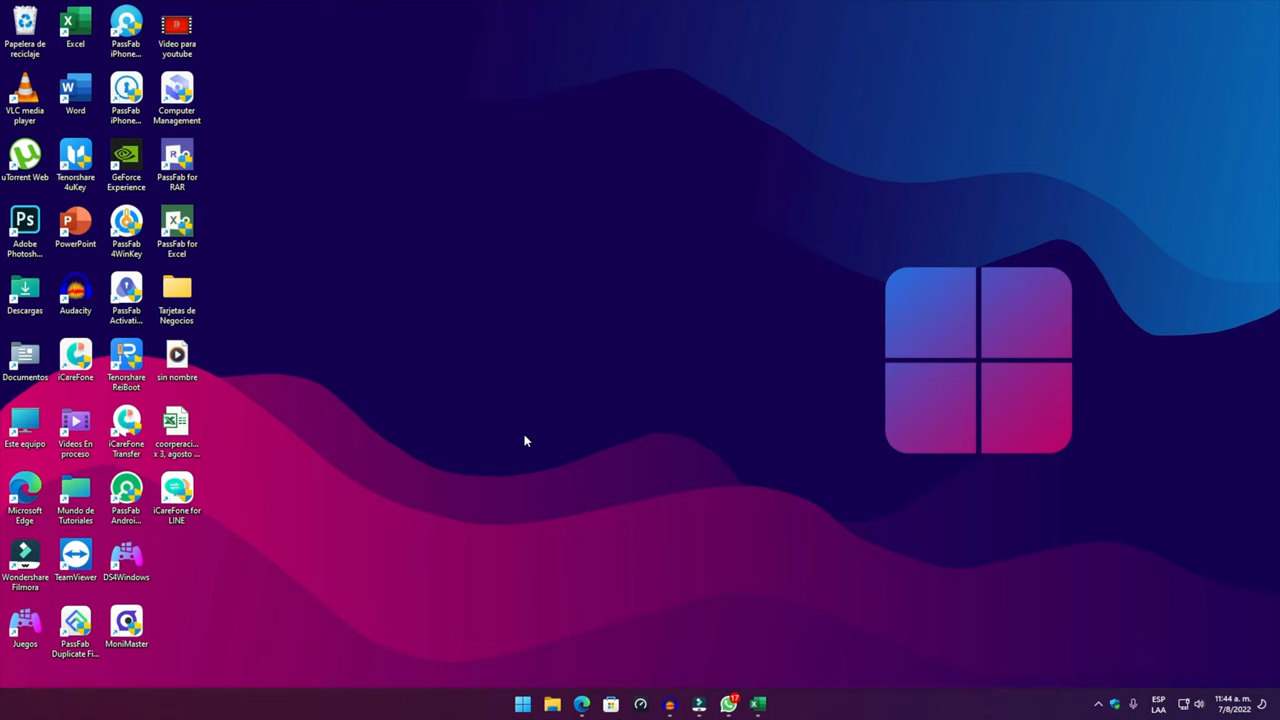 Papelera de
reciclaje
Excel
PassFab
iPhone...
Video para
youtube
VLC media
player
Word
PassFab
iPhone...
Computer
Management
uTorrent Web
Tenorshare
4uKey
GeForce
Experience
PassFab for
RAR
Adobe
Photosh...
PowerPoint
PassFab
4WinKey
PassFab for
Excel
Descargas
Audacity
PassFab
Activati...
Tarjetas de
Negocios
Documentos
iCareFone
Tenorshare
ReiBoot
sin nombre
Este equipo
Videos En
proceso
iCareFone
Transfer
coorperaci...
x 3, agosto ...
Microsoft
Edge
Mundo de
Tutoriales
PassFab
Androi...
iCareFone for
LINE
Wondershare
Filmora
TeamViewer
DS4Windows
Juegos
PassFab
Duplicate Fi...
MoniMaster
17
ESP
LAA
11:44 a. m.
7/8/2022